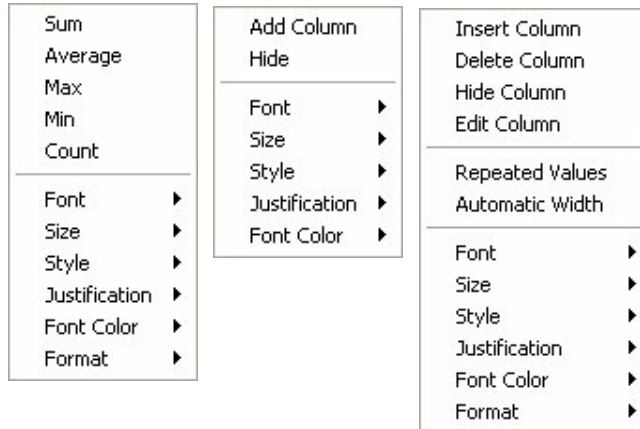 Sum
Average
Max
Min
Count
Font
Size
Style
Justification
Font Color
Format
Add Column
Hide
Font
Size
Style
Justification
Font Color
Insert Column
Delete Column
Hide Column
Edit Column
Repeated Values
Automatic Width
Font
Size
Style
Justification
Font Color
Format